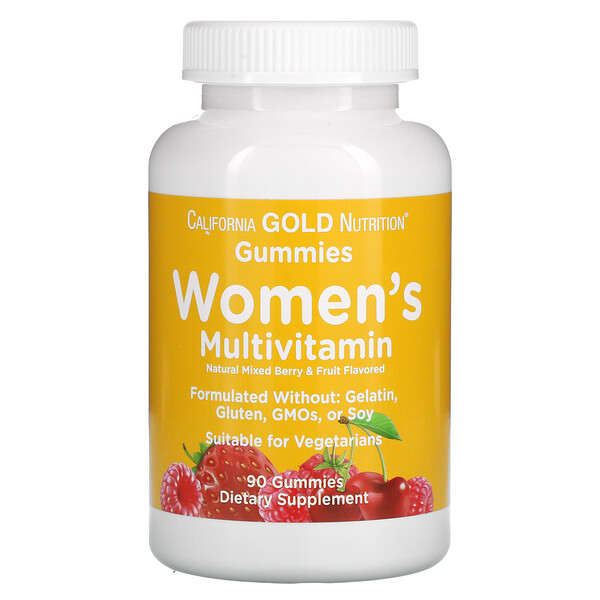 CALIFORNIA GOLD NUTRITION®
Gummies
Women's
Multivitamin
Natural Mixed Berry & Fruit Flavored
Formulated Without: Gelatin,
Gluten, GMOs, or Soy
Suitable for Vegetarians
90 Gummies
Dietary Supplement